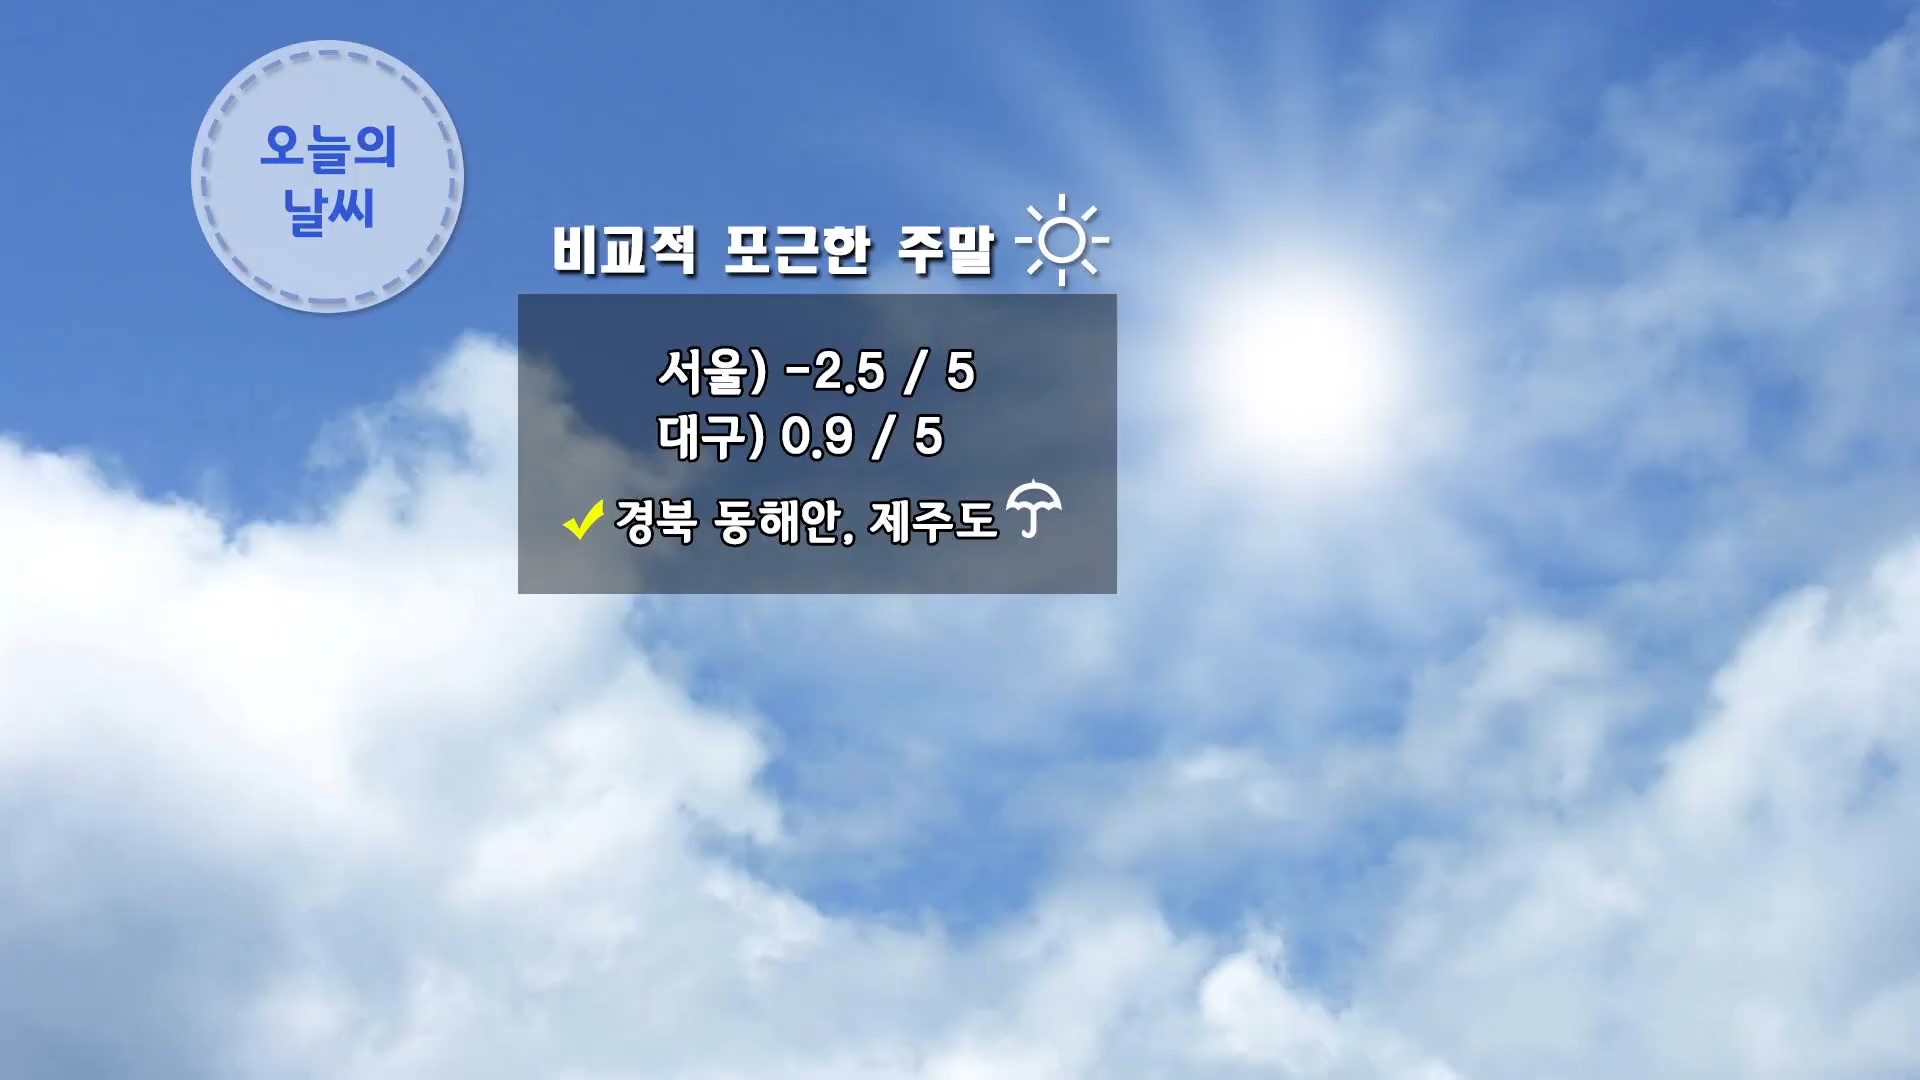 오늘의
날씨
비교적 포근한 주말
서울) -2.5 / 5
대구) 0.9 / 5
경북 동해안, 제주도